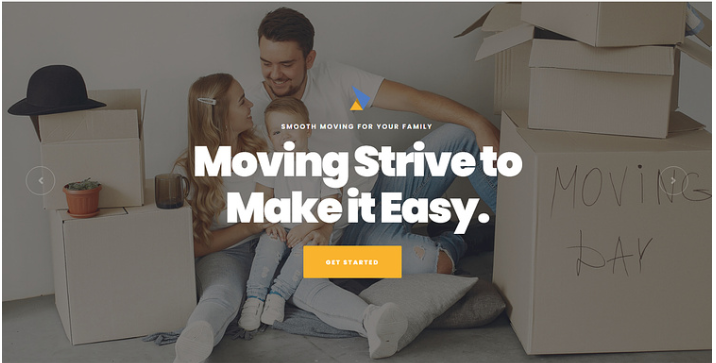 SMOOTH MOVING FOR YOUR FAMILY
Moving Strive to
Make it Easy.
GET STARTED
MOVING
DAY